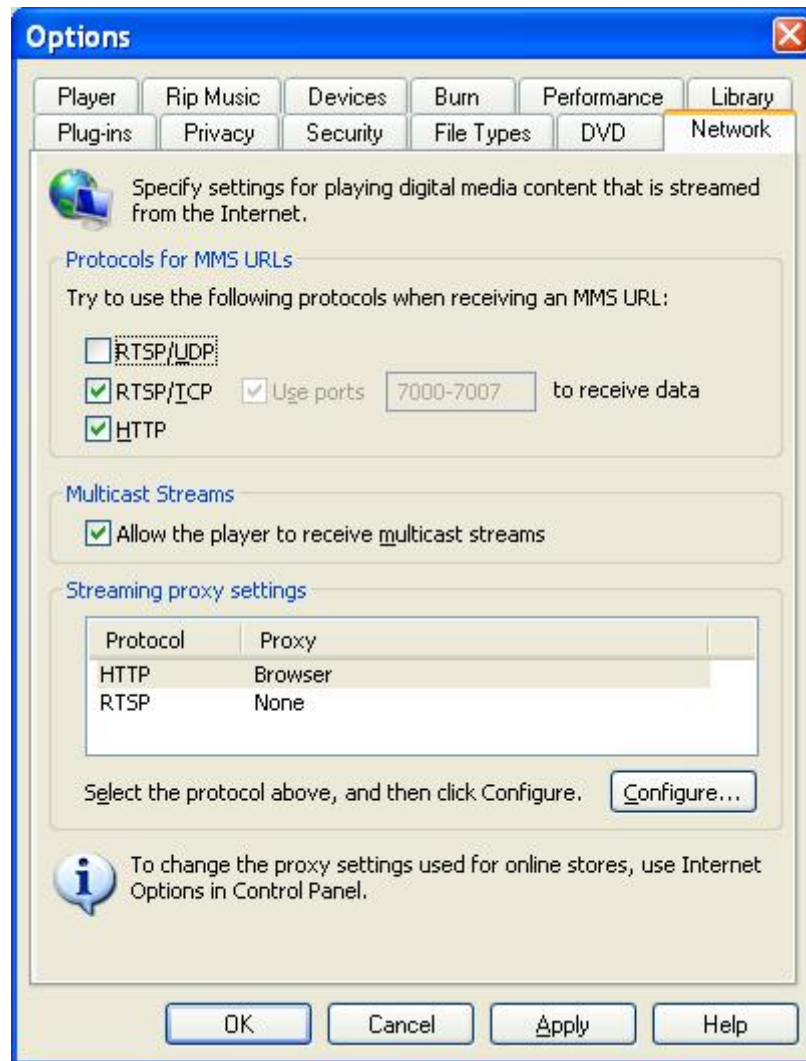 Options
Player Rip Music Devices Burn Performance Library
Plug-ins Privacy Security File Types DVD Network
Specify settings for playing digital media content that is streamed
from the Internet.
Protocols for MMS URLs
Try to use the following protocols when receiving an MMS URL:
RTSP/UDP
RTSP/TCP Use ports 7000-7007 to receive data
HTTP
Multicast Streams
Allow the player to receive multicast streams
Streaming proxy settings
Protocol Proxy
HTTP Browser
RTSP None
Select the protocol above, and then click Configure. Configure...
To change the proxy settings used for online stores, use Internet
Options in Control Panel.
OK Cancel Apply Help